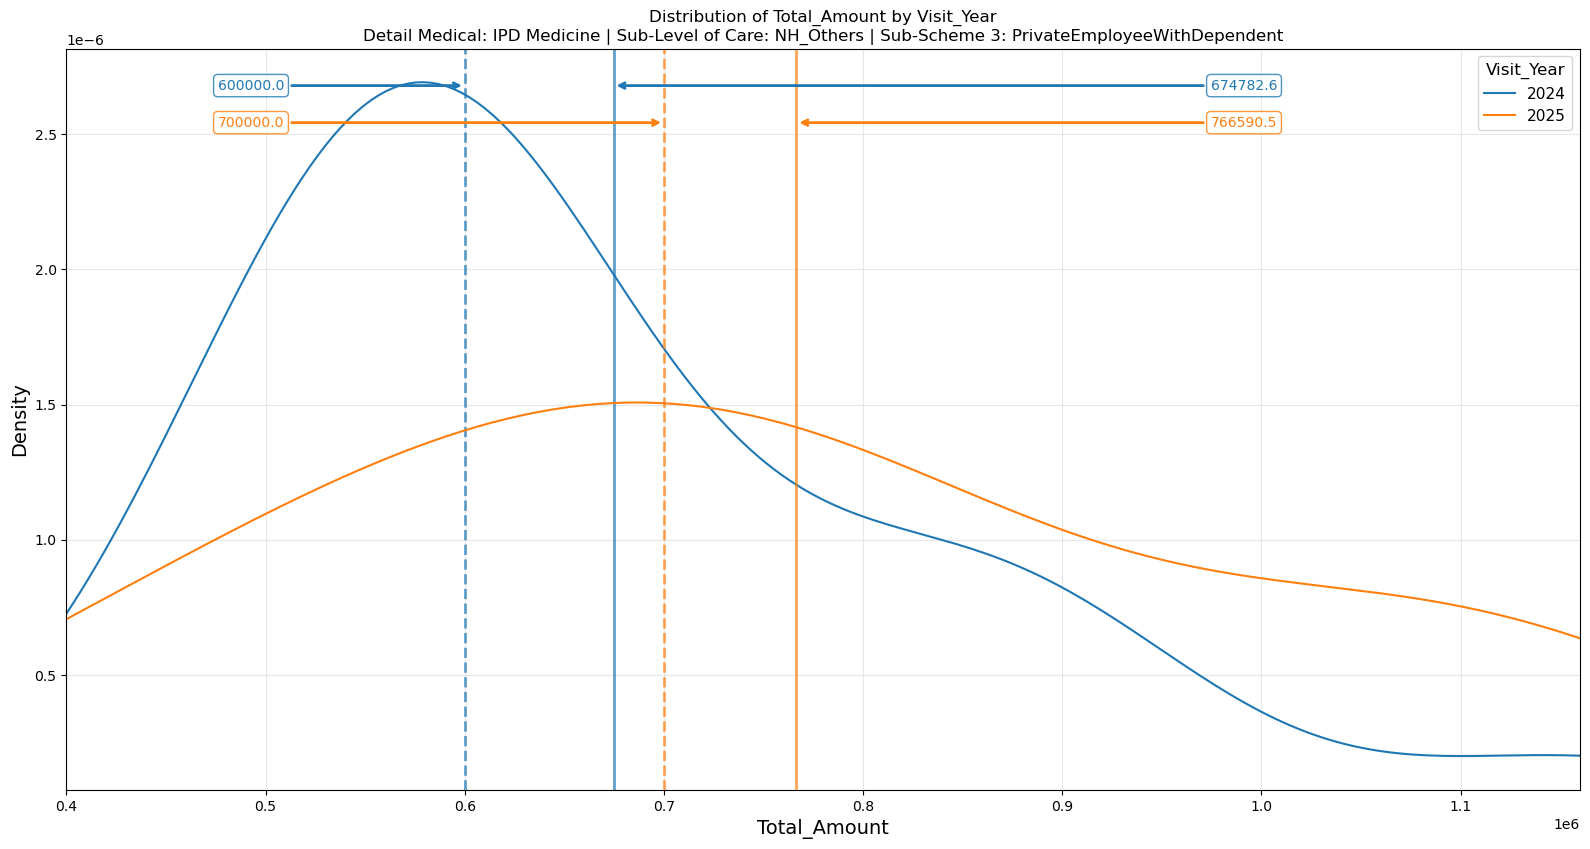 Distribution of Total_Amount by Visit_Year
Detail Medical: IPD Medicine | Sub-Level of Care: NH_Others | Sub-Scheme 3: PrivateEmployeeWithDependent
1e−6
Visit_Year
2024
2025
600000.0
674782.6
700000.0
766590.5
2.5
2.0
1.5
1.0
0.5
Density
0.4
0.5
0.6
0.7
0.8
0.9
1.0
1.1
1e6
Total_Amount